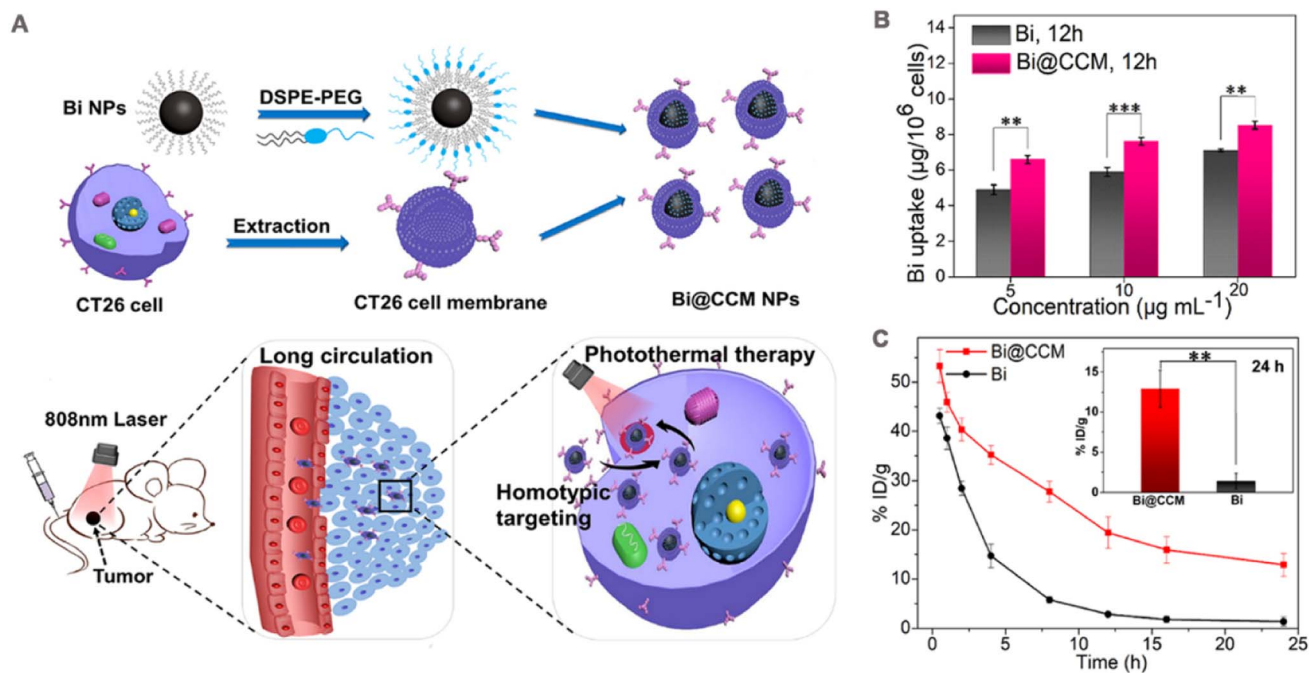 A
Bi NPs
DSPE-PEG
Extraction
CT26 cell
CT26 cell membrane
Bi@CCM NPs
808nm Laser
Tumor
Long circulation
Photothermal therapy
Homotypic
targeting
B
Bi uptake (µg/10⁶ cells)
14
12
10
8
6
4
2
0
Bi, 12h
Bi@CCM, 12h
**
***
**
5
10
20
Concentration (µg mL⁻¹)
C
% ID/g
50
40
30
20
10
0
Bi@CCM
Bi
** 24 h
% ID/g
15
10
5
0
Bi@CCM
Bi
0
5
10
15
20
25
Time (h)